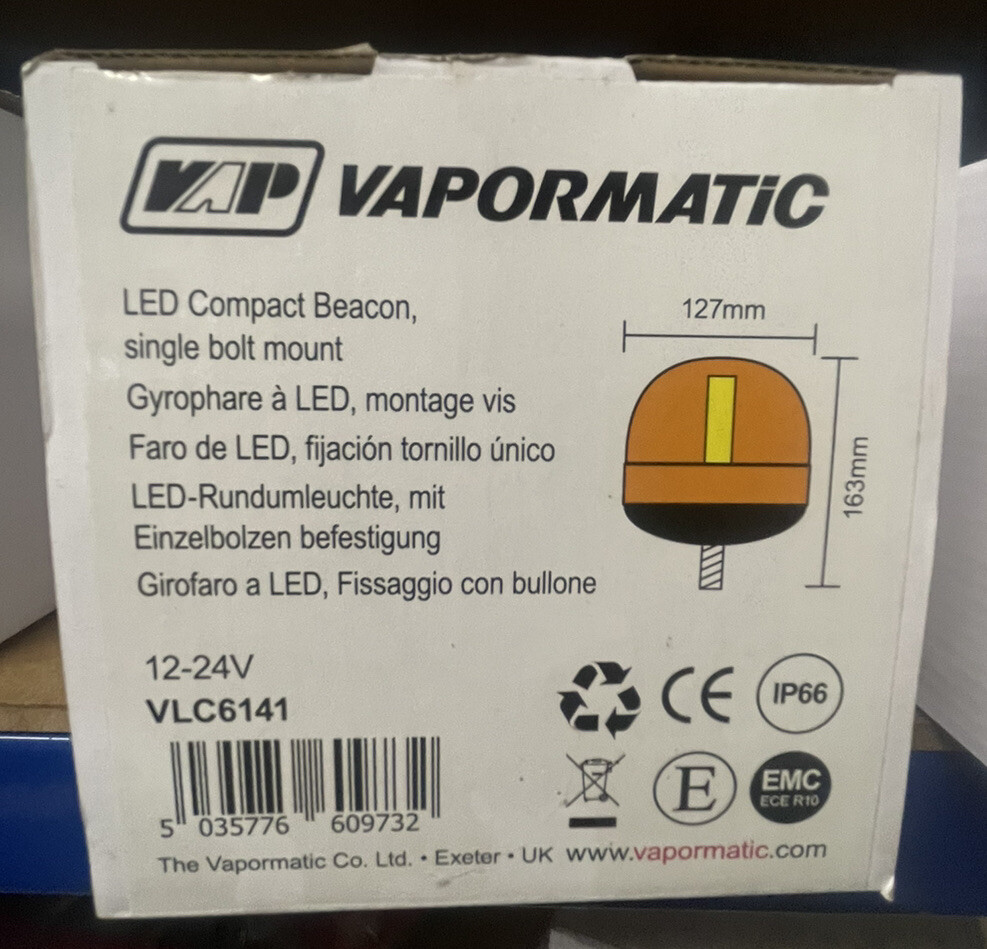 VAP VAPORMATiC
LED Compact Beacon,
single bolt mount
Gyrophare à LED, montage vis
Faro de LED, fijación tornillo único
LED-Rundumleuchte, mit
Einzelbolzen befestigung
Girofaro a LED, Fissaggio con bullone
127mm
163mm
12-24V
VLC6141
5 035776 609732
CE IP66
E EMC
ECE R10
The Vapormatic Co. Ltd. • Exeter • UK www.vapormatic.com